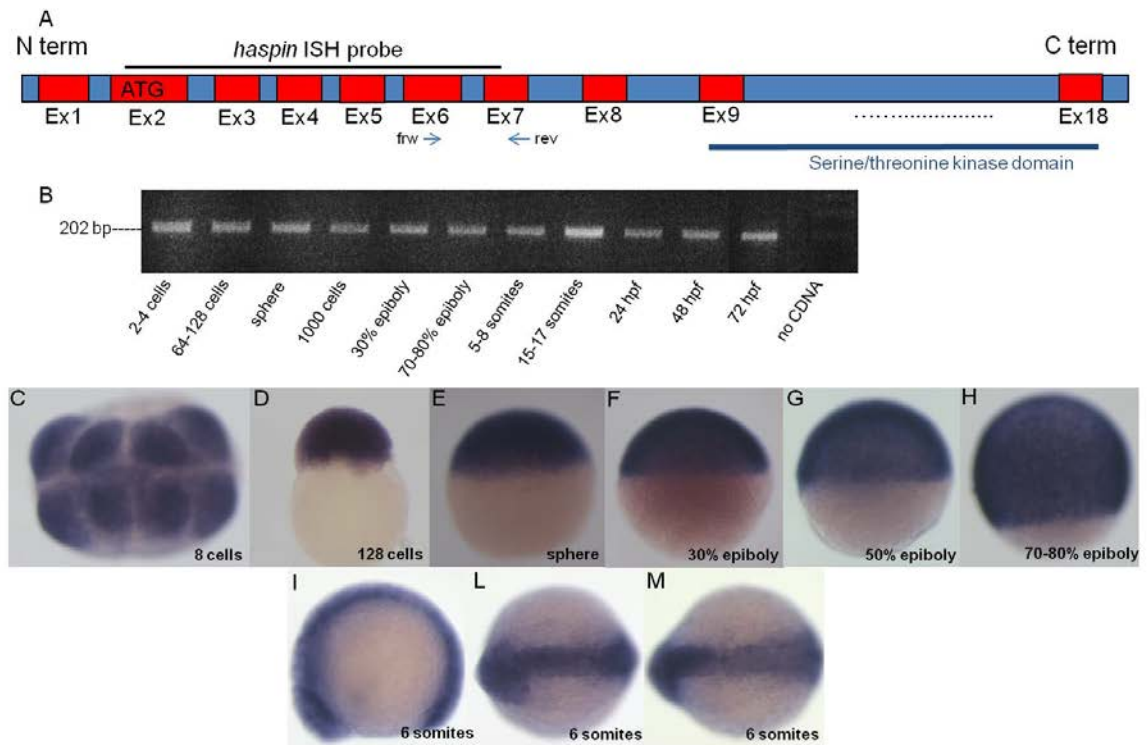 A
N term
C term
haspin ISH probe
ATG
Ex1 Ex2 Ex3 Ex4 Ex5 Ex6 Ex7 Ex8 Ex9 Ex18
frw rev
Serine/threonine kinase domain
B
202 bp----
2-4 cells
64-128 cells
sphere
1000 cells
30% epiboly
70-80% epiboly
5-8 somites
15-17 somites
24 hpf
48 hpf
72 hpf
no CDNA
C
8 cells
D
128 cells
E
sphere
F
30% epiboly
G
50% epiboly
H
70-80% epiboly
I
6 somites
L
6 somites
M
6 somites